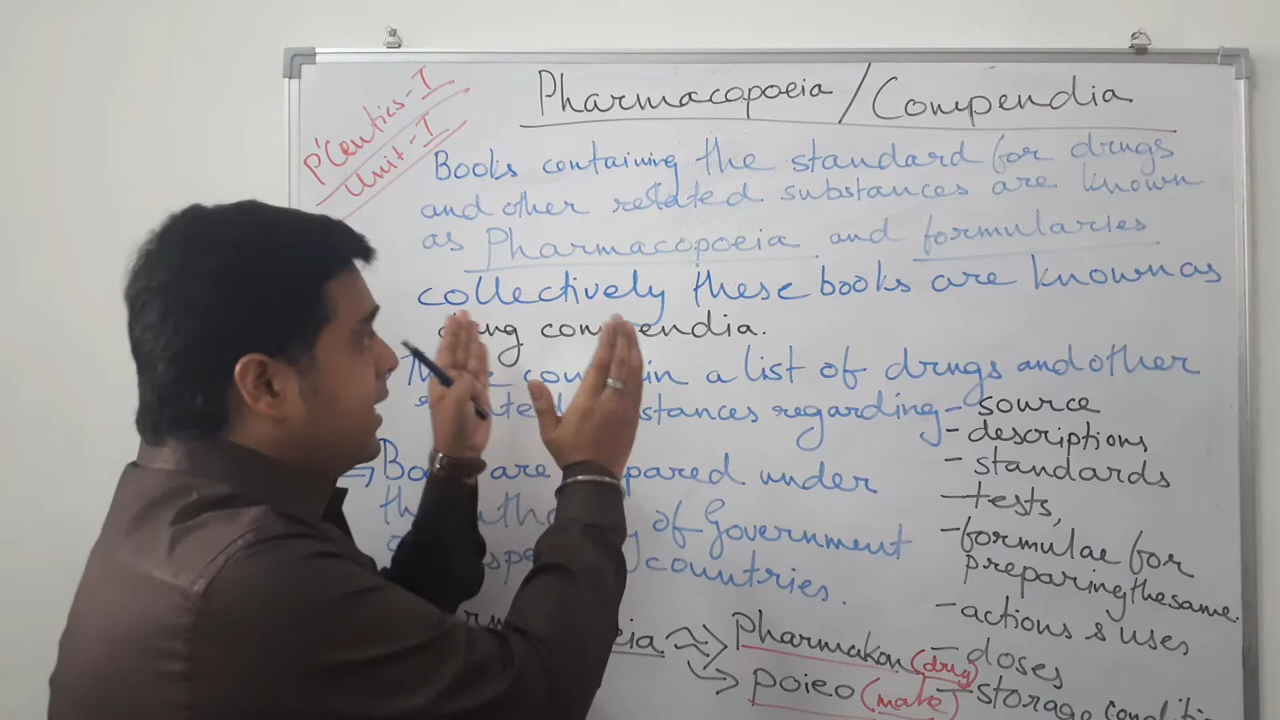 P'Ceutics-I
Unit-I
Pharmacopoeia / Compendia
Books containing the standard for drugs
and other related substances are known
as Pharmacopoeia and formularies
collectively these books are known as
drug compendia.
in a list of drugs and other
regarding - source
- descriptions
- standards
- tests,
- formulae for
preparing the same.
- actions & uses
- doses
- storage
⇒ are under
of Government
countries.
Pharmakon (drug)
poieo (make)